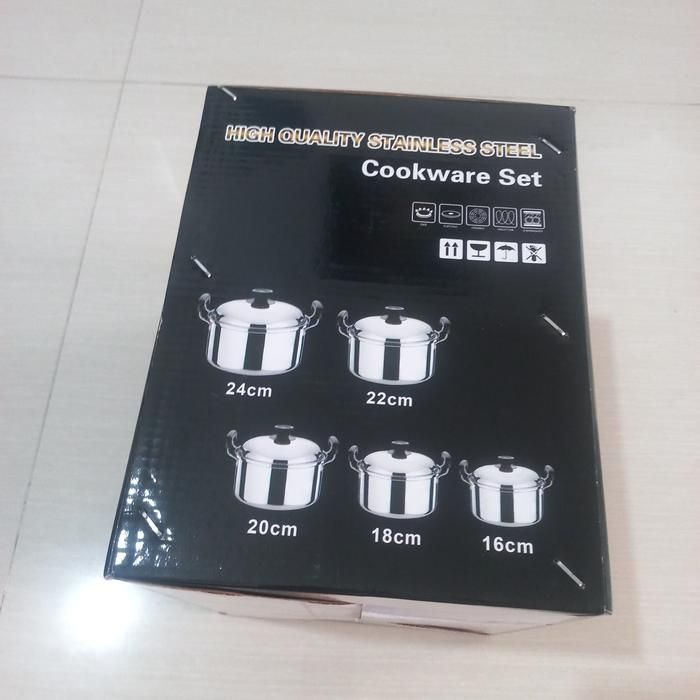 HIGH QUALITY STAINLESS STEEL
Cookware Set
24cm
22cm
20cm
18cm
16cm